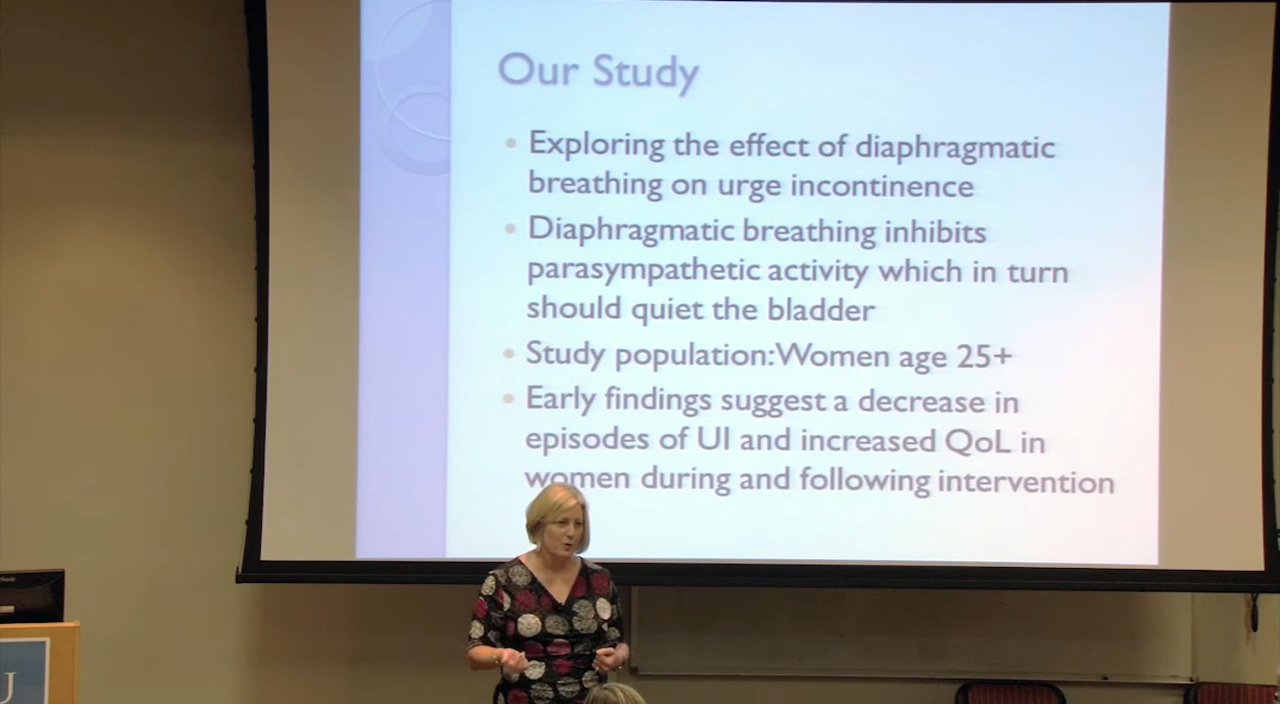 Our Study
Exploring the effect of diaphragmatic
breathing on urge incontinence
Diaphragmatic breathing inhibits
parasympathetic activity which in turn
should quiet the bladder
Study population: Women age 25+
Early findings suggest a decrease in
episodes of UI and increased QoL in
women during and following intervention
U